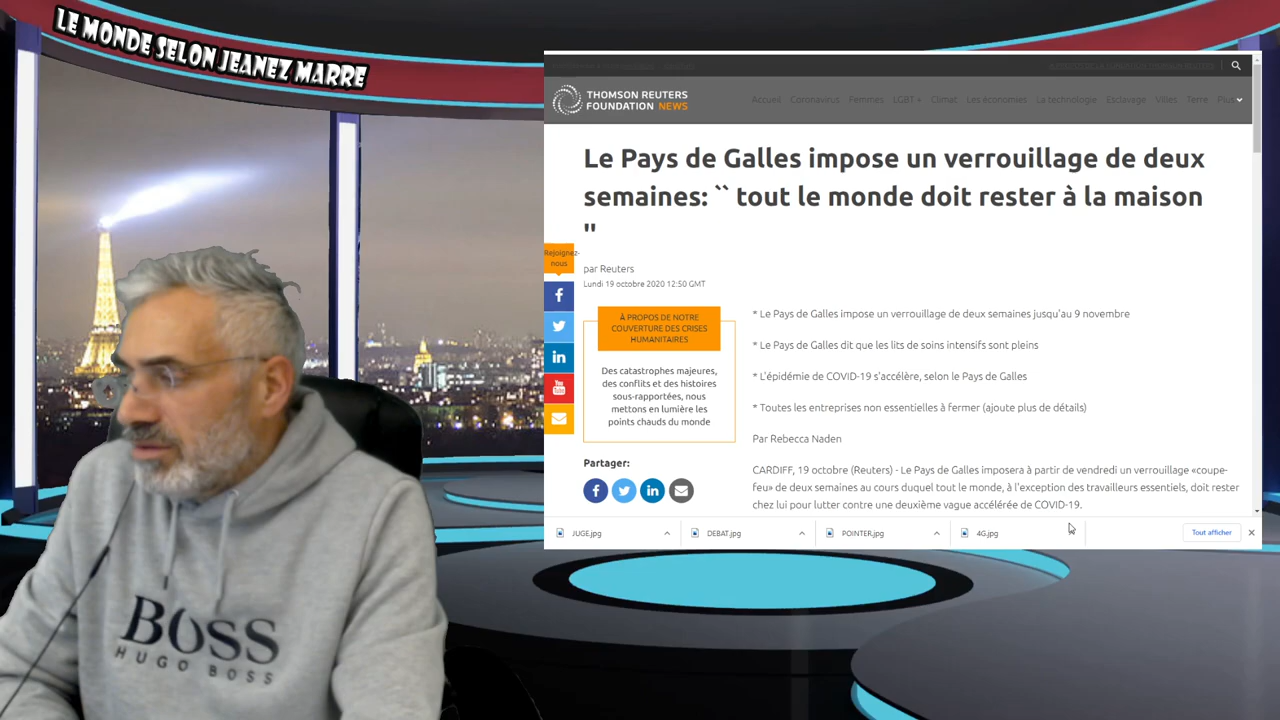 LE MONDE SELON JEANEZ MARRE
THOMSON REUTERS
FOUNDATION NEWS
Accueil Coronavirus Femmes LGBT + Climat Les économies La technologie Esclavage Villes Terre Plus
Le Pays de Galles impose un verrouillage de deux
semaines: `` tout le monde doit rester à la maison
"
Rejoignez-
nous
par Reuters
Lundi 19 octobre 2020 12:50 GMT
À PROPOS DE NOTRE
COUVERTURE DES CRISES
HUMANITAIRES
Des catastrophes majeures,
des conflits et des histoires
sous-rapportées, nous
mettons en lumière les
points chauds du monde
Partager:
* Le Pays de Galles impose un verrouillage de deux semaines jusqu'au 9 novembre
* Le Pays de Galles dit que les lits de soins intensifs sont pleins
* L'épidémie de COVID-19 s'accélère, selon le Pays de Galles
* Toutes les entreprises non essentielles à fermer (ajoute plus de détails)
Par Rebecca Naden
CARDIFF, 19 octobre (Reuters) - Le Pays de Galles imposera à partir de vendredi un verrouillage «coupe-
feu» de deux semaines au cours duquel tout le monde, à l'exception des travailleurs essentiels, doit rester
chez lui pour lutter contre une deuxième vague accélérée de COVID-19.
JUGE.jpg DEBAT.jpg POINTER.jpg 4G.jpg Tout afficher
BOSS
HUGO BOSS